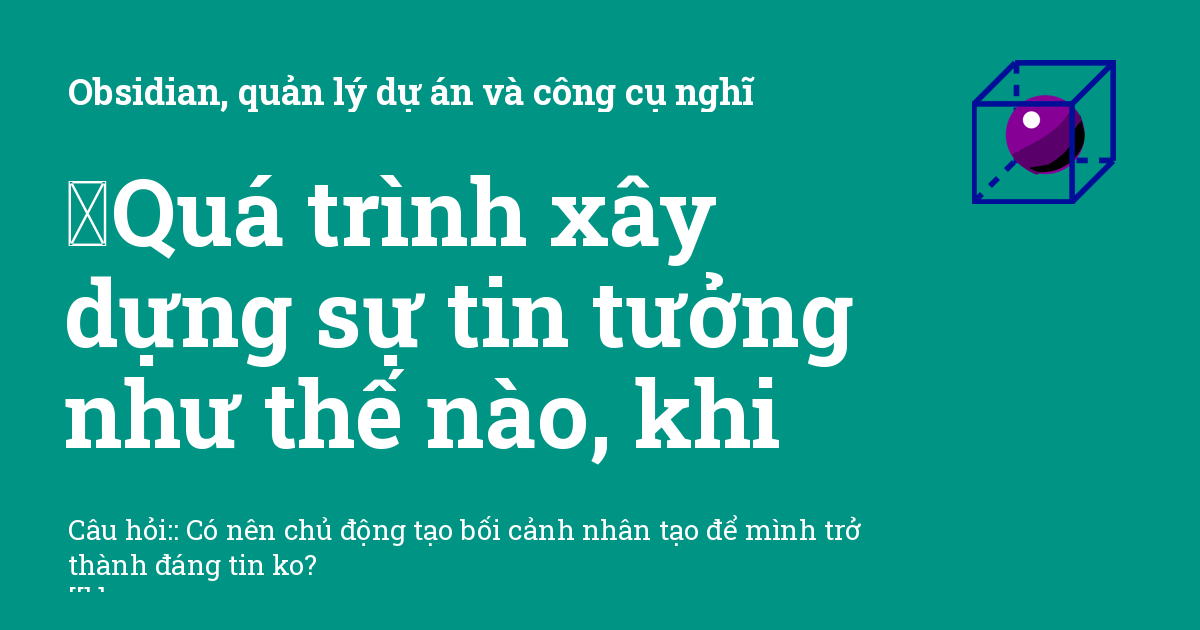 Obsidian, quản lý dự án và công cụ nghĩ
Quá trình xây
dựng sự tin tưởng
như thế nào, khi
Câu hỏi:: Có nên chủ động tạo bối cảnh nhân tạo để mình trở
thành đáng tin ko?